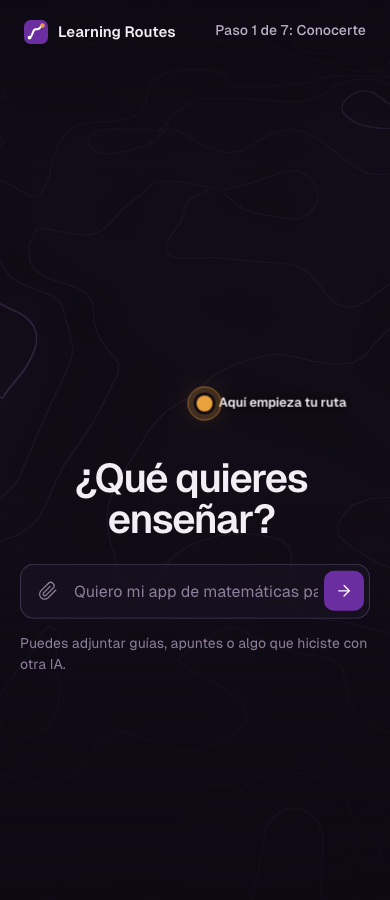 Learning Routes
Paso 1 de 7: Conocerte
Aquí empieza tu ruta
¿Qué quieres
enseñar?
Quiero mi app de matemáticas pa
Puedes adjuntar guías, apuntes o algo que hiciste con
otra IA.